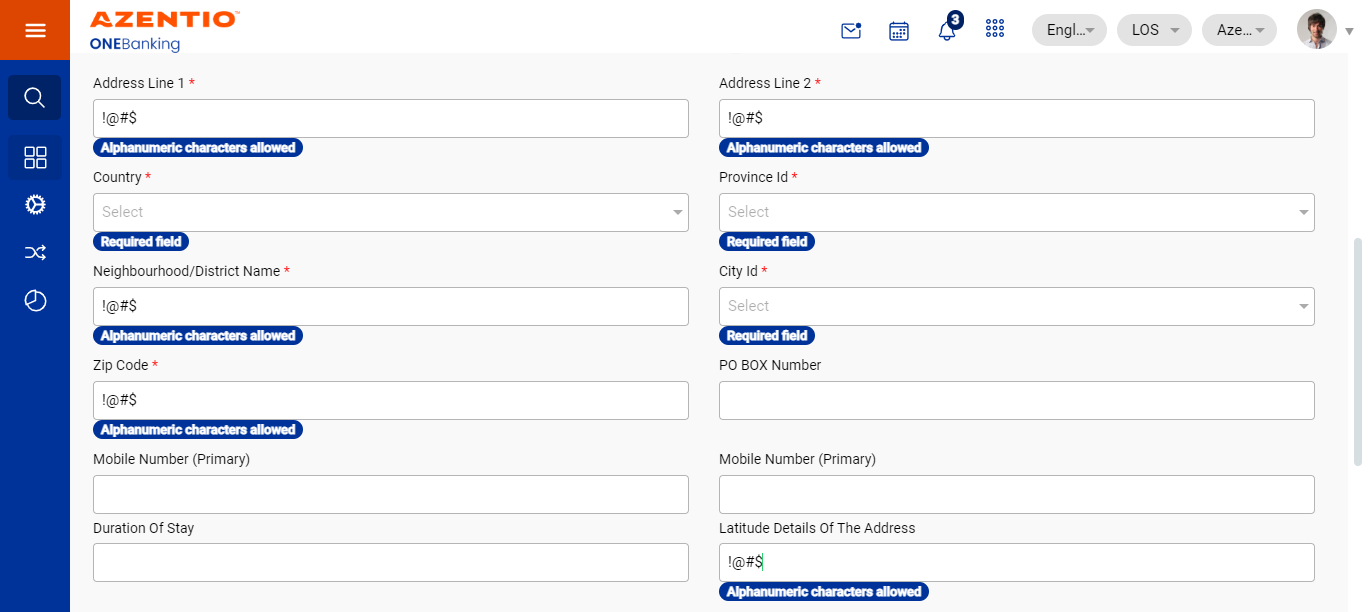 AZENTIO™
ONEBanking
3
Engl...
LOS
Aze...
Address Line 1 *
Address Line 2 *
!@#$
!@#$
Alphanumeric characters allowed
Alphanumeric characters allowed
Country *
Province Id *
Select
Select
Required field
Required field
Neighbourhood/District Name *
City Id *
!@#$
Select
Alphanumeric characters allowed
Required field
Zip Code *
PO BOX Number
!@#$
Alphanumeric characters allowed
Mobile Number (Primary)
Mobile Number (Primary)
Duration Of Stay
Latitude Details Of The Address
!@#$
Alphanumeric characters allowed